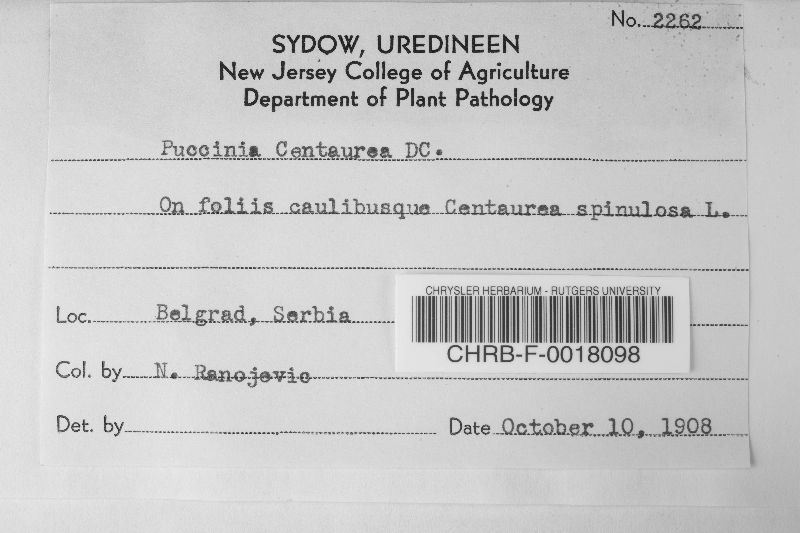 No. 2262
SYDOW, UREDINEEN
New Jersey College of Agriculture
Department of Plant Pathology
Puccinia Centaurea DC.
On foliis caulibusque Centaurea spinulosa L.
Loc. Belgrad, Serbia
CHRYSLER HERBARIUM - RUTGERS UNIVERSITY
CHRB-F-0018098
Col. by N. Ranojevic
Det. by
Date October 10, 1908